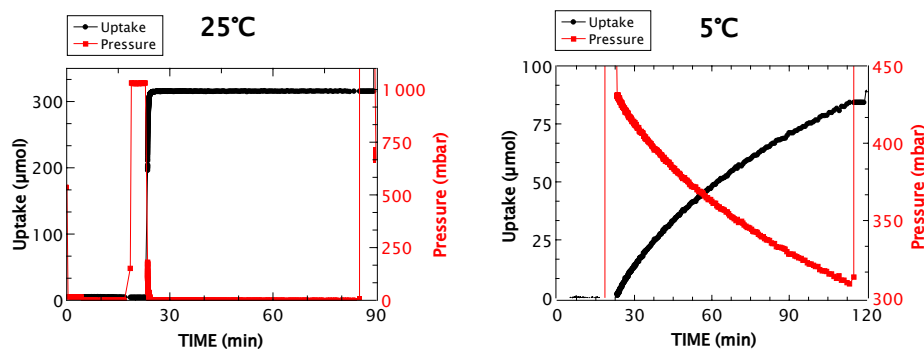 Uptake
Pressure
25°C
300
200
100
0
Uptake (μmol)
1 000
750
500
250
0
Pressure (mbar)
0 30 60 90
TIME (min)
Uptake
Pressure
5°C
100
75
50
25
0
Uptake (μmol)
450
400
350
300
Pressure (mbar)
0 30 60 90 120
TIME (min)